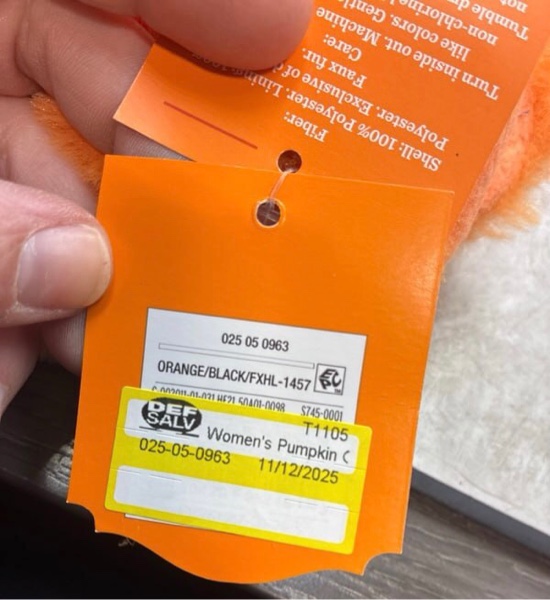 non-chlorine
Tumble
like colors. Gentle
Turn inside out. Machine
Care:
Faux fur.
Polyester. Exclusive of
Shell: 100% Polyester. Lining:
Fiber:
025 05 0963
ORANGE/BLACK/FXHL-1457
S745-0001
DEF
SALV
T1105
Women's Pumpkin C
025-05-0963 11/12/2025